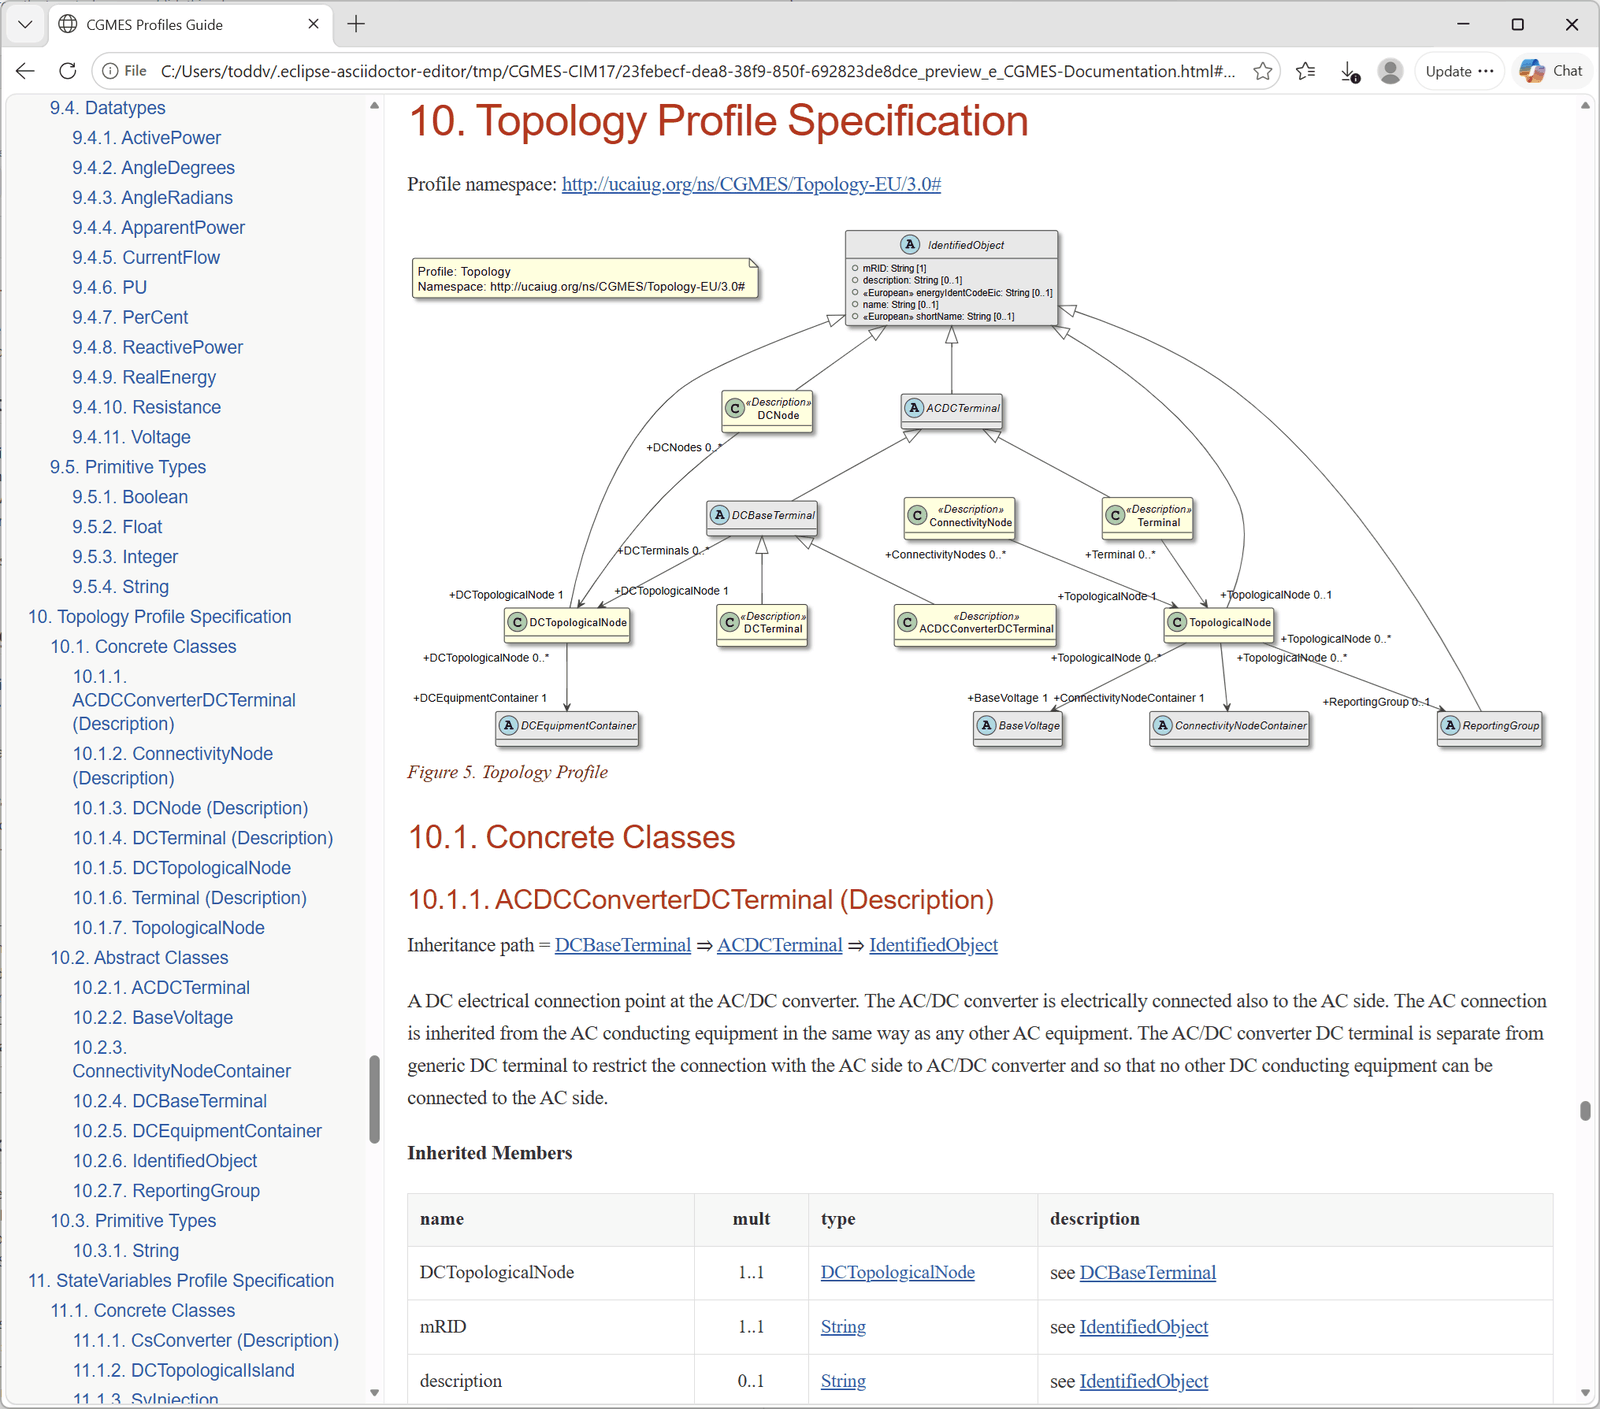 CGMES Profiles Guide
File C:/Users/toddv/.eclipse-asciidoctor-editor/tmp/CGMES-CIM17/23febecf-dea8-38f9-850f-692823de8dce_preview_e_CGMES-Documentation.html#...
Update
Chat
9.4. Datatypes
9.4.1. ActivePower
9.4.2. AngleDegrees
9.4.3. AngleRadians
9.4.4. ApparentPower
9.4.5. CurrentFlow
9.4.6. PU
9.4.7. PerCent
9.4.8. ReactivePower
9.4.9. RealEnergy
9.4.10. Resistance
9.4.11. Voltage
9.5. Primitive Types
9.5.1. Boolean
9.5.2. Float
9.5.3. Integer
9.5.4. String
10. Topology Profile Specification
10.1. Concrete Classes
10.1.1.
ACDCConverterDCTerminal
(Description)
10.1.2. ConnectivityNode
(Description)
10.1.3. DCNode (Description)
10.1.4. DCTerminal (Description)
10.1.5. DCTopologicalNode
10.1.6. Terminal (Description)
10.1.7. TopologicalNode
10.2. Abstract Classes
10.2.1. ACDCTerminal
10.2.2. BaseVoltage
10.2.3.
ConnectivityNodeContainer
10.2.4. DCBaseTerminal
10.2.5. DCEquipmentContainer
10.2.6. IdentifiedObject
10.2.7. ReportingGroup
10.3. Primitive Types
10.3.1. String
11. StateVariables Profile Specification
11.1. Concrete Classes
11.1.1. CsConverter (Description)
11.1.2. DCTopologicalIsland
11.1.3. SvInjection
10. Topology Profile Specification
Profile namespace: http://ucaiug.org/ns/CGMES/Topology-EU/3.0#
Profile: Topology
Namespace: http://ucaiug.org/ns/CGMES/Topology-EU/3.0#
A IdentifiedObject
mRID: String [1]
description: String [0..1]
«European» energyIdentCodeEic: String [0..1]
name: String [0..1]
«European» shortName: String [0..1]
C «Description»
DCNode
A ACDCTerminal
+DCNodes 0..*
A DCBaseTerminal
C «Description»
ConnectivityNode
C «Description»
Terminal
+DCTerminals 0..*
+ConnectivityNodes 0..*
+Terminal 0..*
+DCTopologicalNode 1
+DCTopologicalNode 1
+TopologicalNode 1
+TopologicalNode 0..1
C DCTopologicalNode
C «Description»
DCTerminal
C «Description»
ACDCConverterDCTerminal
C TopologicalNode
+TopologicalNode 0..*
+DCTopologicalNode 0..*
+TopologicalNode 0..*
+TopologicalNode 0..*
+DCEquipmentContainer 1
+BaseVoltage 1
+ConnectivityNodeContainer 1
+ReportingGroup 0..1
A DCEquipmentContainer
A BaseVoltage
A ConnectivityNodeContainer
A ReportingGroup
Figure 5. Topology Profile
10.1. Concrete Classes
10.1.1. ACDCConverterDCTerminal (Description)
Inheritance path = DCBaseTerminal ⇒ ACDCTerminal ⇒ IdentifiedObject
A DC electrical connection point at the AC/DC converter. The AC/DC converter is electrically connected also to the AC side. The AC connection
is inherited from the AC conducting equipment in the same way as any other AC equipment. The AC/DC converter DC terminal is separate from
generic DC terminal to restrict the connection with the AC side to AC/DC converter and so that no other DC conducting equipment can be
connected to the AC side.
Inherited Members
name mult type description
DCTopologicalNode 1..1 DCTopologicalNode see DCBaseTerminal
mRID 1..1 String see IdentifiedObject
description 0..1 String see IdentifiedObject